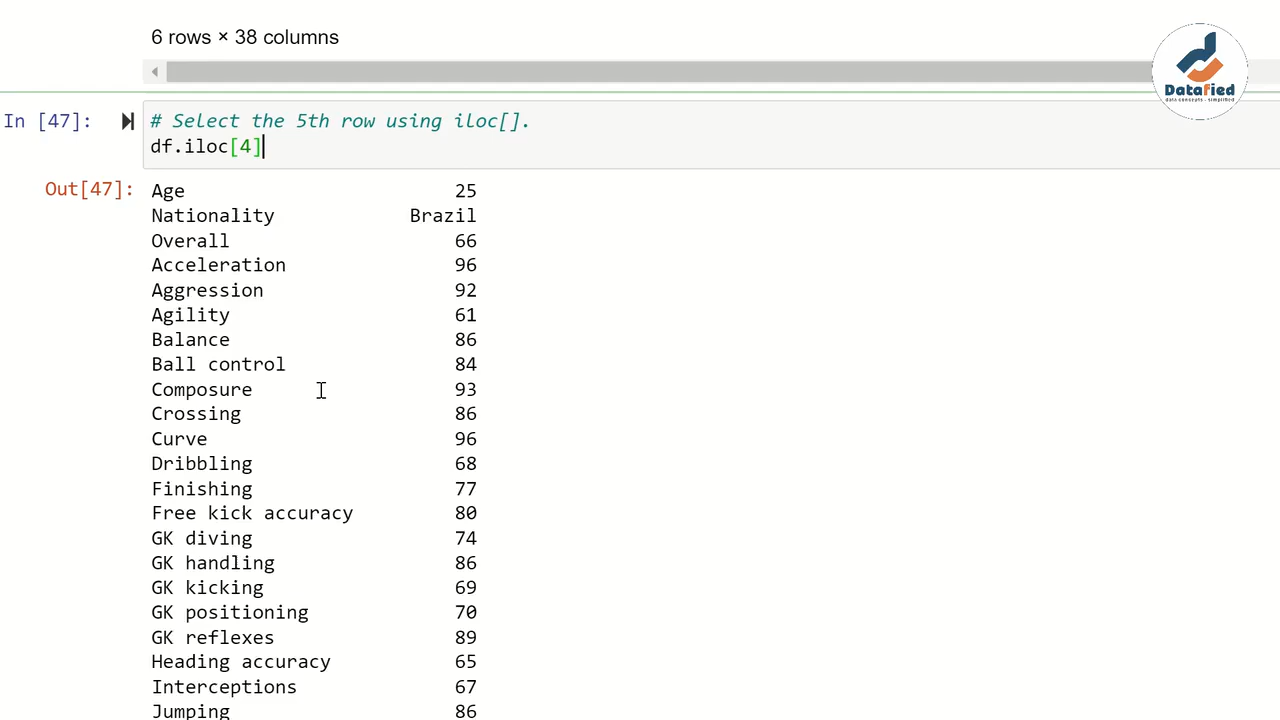 6 rows × 38 columns
Datafied
data concepts - simplified
In [47]:
# Select the 5th row using iloc[].
df.iloc[4]
Out[47]:
Age 25
Nationality Brazil
Overall 66
Acceleration 96
Aggression 92
Agility 61
Balance 86
Ball control 84
Composure 93
Crossing 86
Curve 96
Dribbling 68
Finishing 77
Free kick accuracy 80
GK diving 74
GK handling 86
GK kicking 69
GK positioning 70
GK reflexes 89
Heading accuracy 65
Interceptions 67
Jumping 86